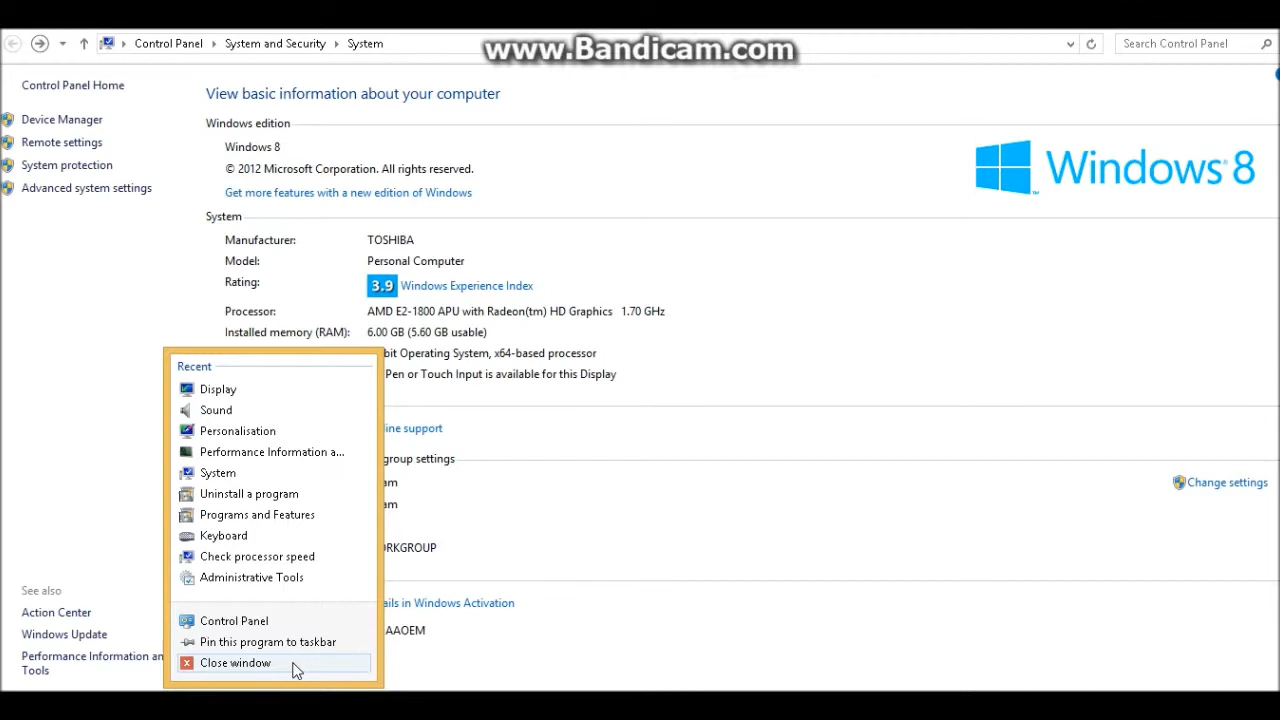 Control Panel System and Security System
www.Bandicam.com
Search Control Panel
Control Panel Home
Device Manager
Remote settings
System protection
Advanced system settings
View basic information about your computer
Windows edition
Windows 8
© 2012 Microsoft Corporation. All rights reserved.
Get more features with a new edition of Windows
Windows 8
System
Manufacturer: TOSHIBA
Model: Personal Computer
Rating: 3.9 Windows Experience Index
Processor: AMD E2-1800 APU with Radeon(tm) HD Graphics 1.70 GHz
Installed memory (RAM): 6.00 GB (5.60 GB usable)
bit Operating System, x64-based processor
Pen or Touch Input is available for this Display
line support
group settings
am
am
Change settings
ORKGROUP
ails in Windows Activation
AAOEM
Recent
Display
Sound
Personalisation
Performance Information a...
System
Uninstall a program
Programs and Features
Keyboard
Check processor speed
Administrative Tools
Control Panel
Pin this program to taskbar
Close window
See also
Action Center
Windows Update
Performance Information an
Tools